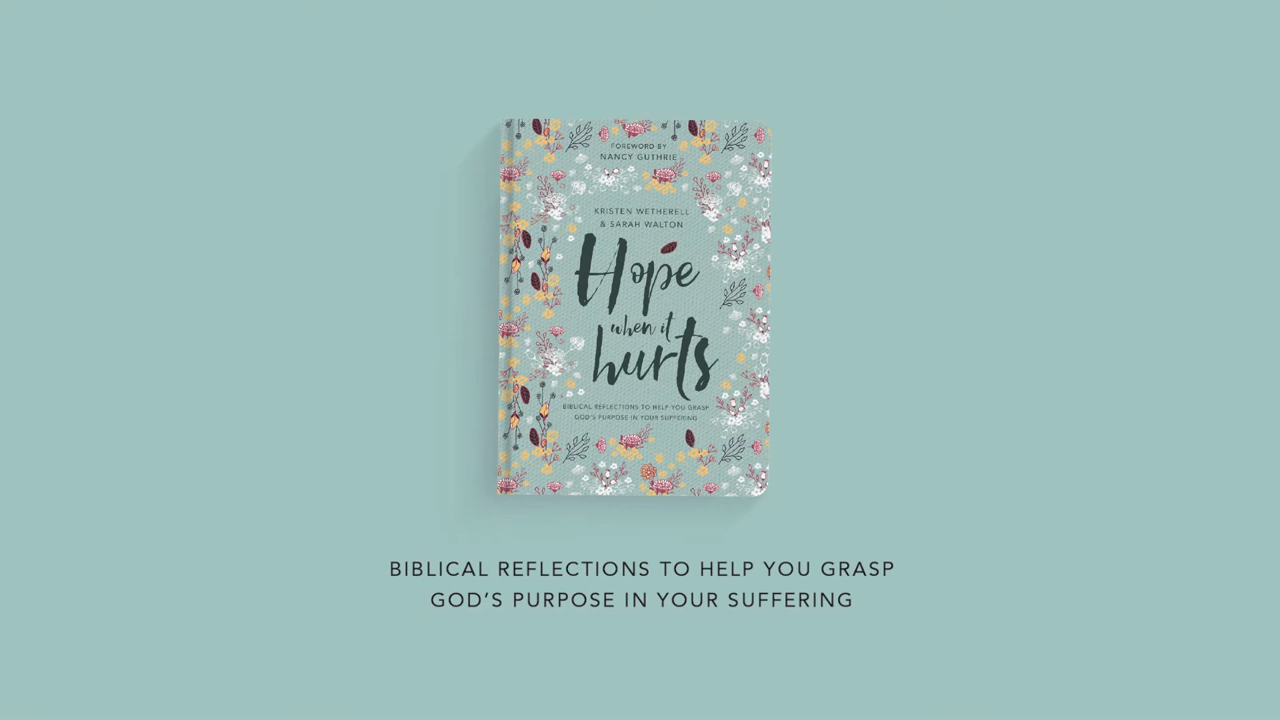 FOREWORD BY
NANCY GUTHRIE
KRISTEN WETHERELL
& SARAH WALTON
Hope
when it
hurts
BIBLICAL REFLECTIONS TO HELP YOU GRASP
GOD'S PURPOSE IN YOUR SUFFERING
BIBLICAL REFLECTIONS TO HELP YOU GRASP
GOD'S PURPOSE IN YOUR SUFFERING